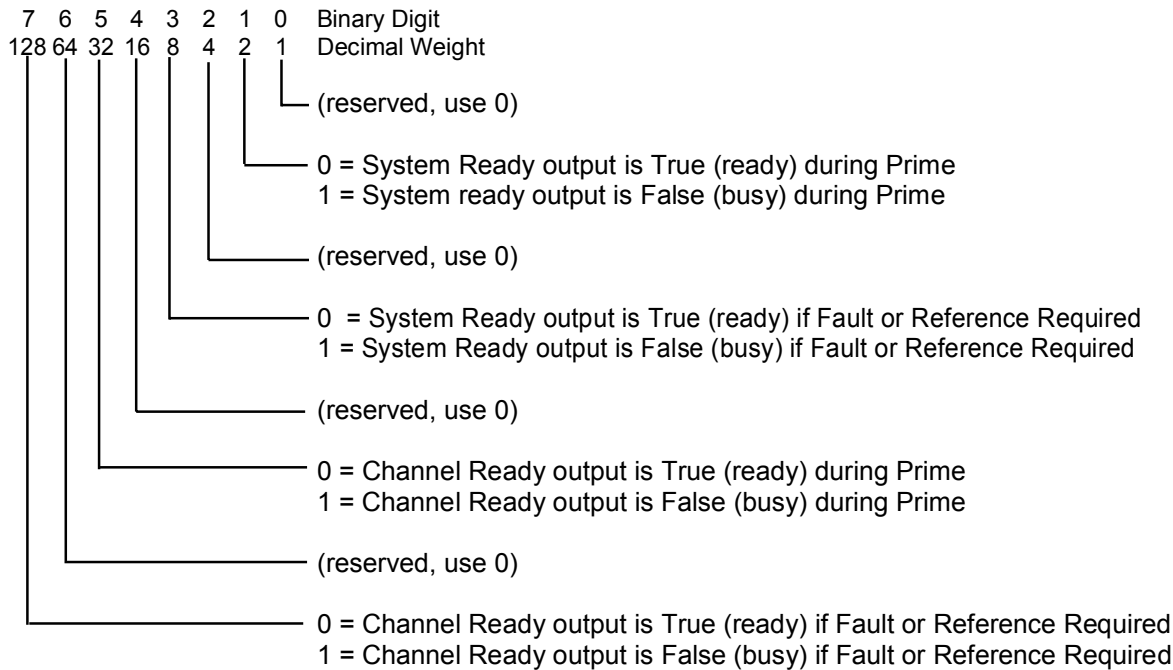 7 6 5 4 3 2 1 0 Binary Digit
128 64 32 16 8 4 2 1 Decimal Weight
(reserved, use 0)
0 = System Ready output is True (ready) during Prime
1 = System ready output is False (busy) during Prime
(reserved, use 0)
0 = System Ready output is True (ready) if Fault or Reference Required
1 = System Ready output is False (busy) if Fault or Reference Required
(reserved, use 0)
0 = Channel Ready output is True (ready) during Prime
1 = Channel Ready output is False (busy) during Prime
(reserved, use 0)
0 = Channel Ready output is True (ready) if Fault or Reference Required
1 = Channel Ready output is False (busy) if Fault or Reference Required